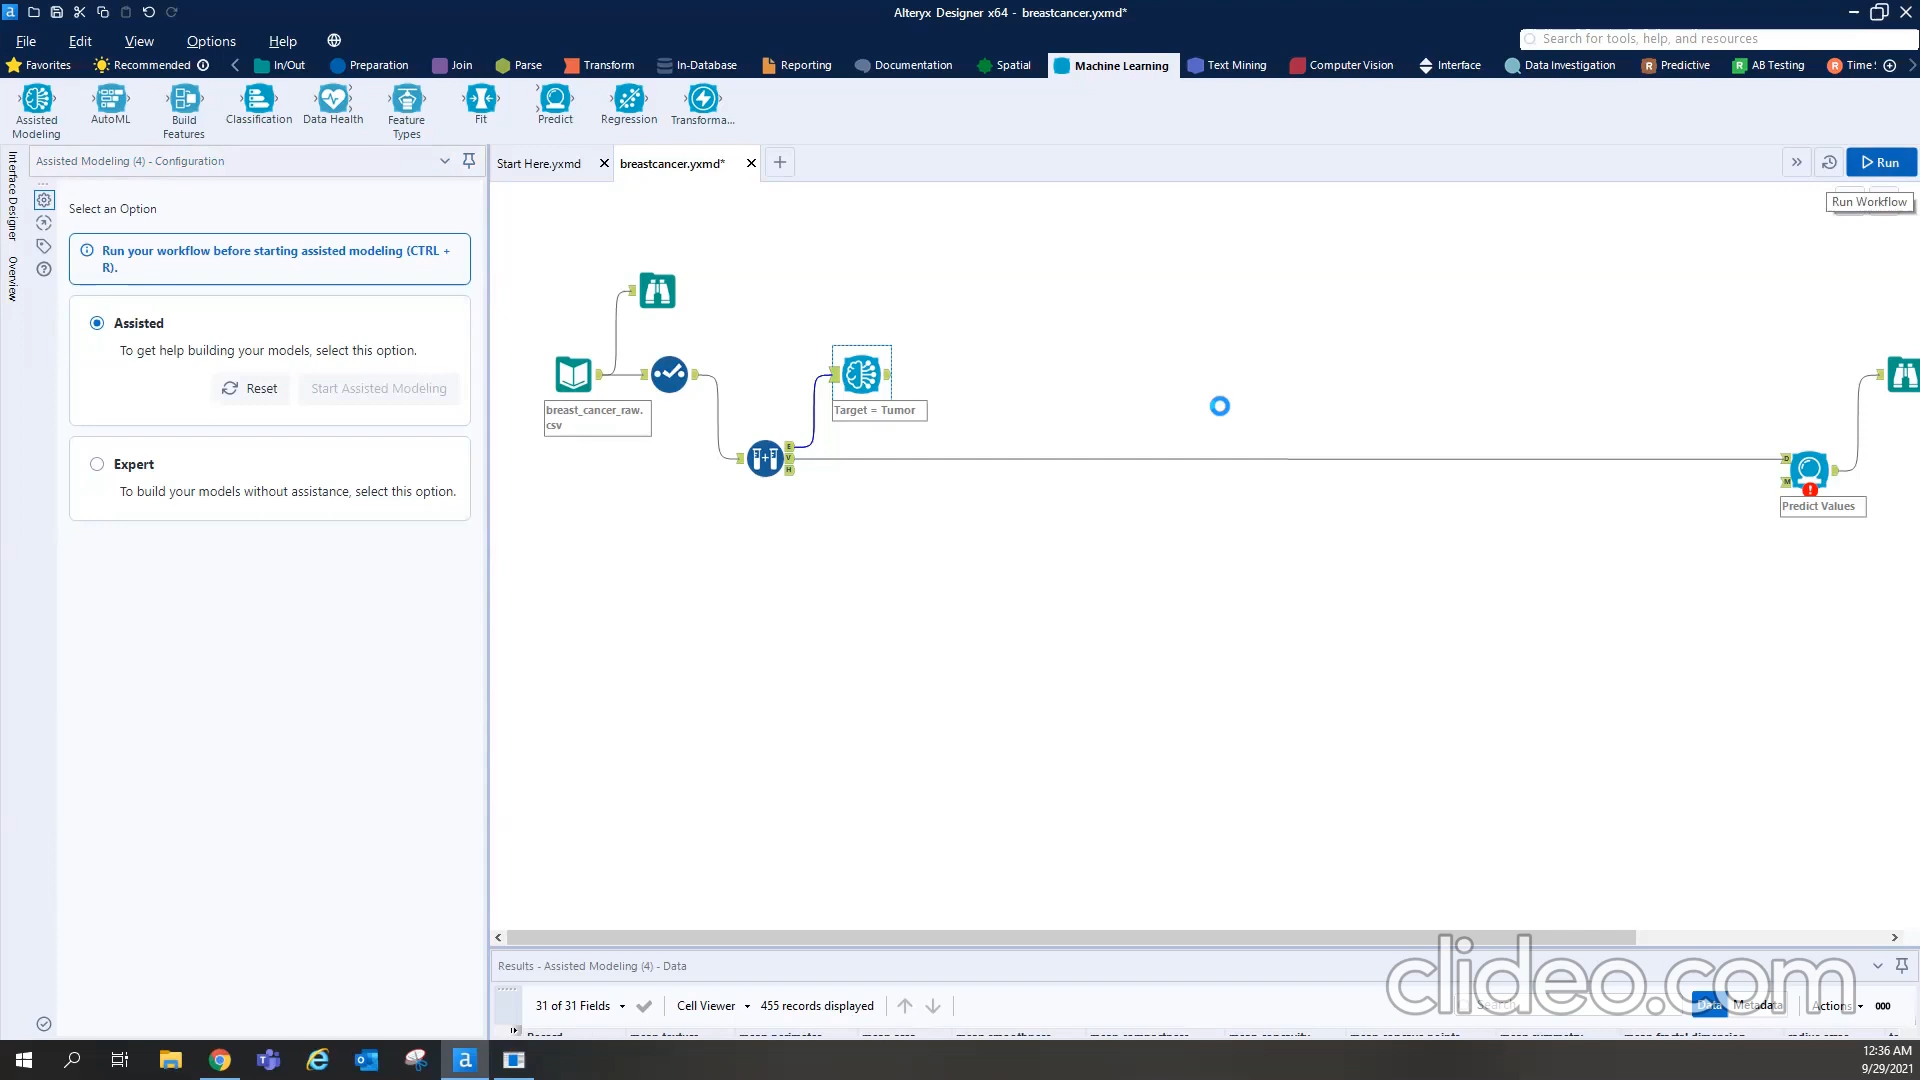 Alteryx Designer x64 - breastcancer.yxmd*
File Edit View Options Help
Search for tools, help, and resources
Favorites Recommended In/Out Preparation Join Parse Transform In-Database Reporting Documentation Spatial Machine Learning Text Mining Computer Vision Interface Data Investigation Predictive AB Testing Time
Assisted Modeling
AutoML
Build Features
Classification
Data Health
Feature Types
Fit
Predict
Regression
Transforma...
Interface Designer
Overview
Assisted Modeling (4) - Configuration
Start Here.yxmd
breastcancer.yxmd*
Run
Run Workflow
Select an Option
Run your workflow before starting assisted modeling (CTRL +
R).
Assisted
To get help building your models, select this option.
Reset
Start Assisted Modeling
Expert
To build your models without assistance, select this option.
breast_cancer_raw.
csv
Target = Tumor
E
V
H
D
M
Predict Values
Results - Assisted Modeling (4) - Data
31 of 31 Fields Cell Viewer 455 records displayed Search Data Metadata Actions 000
clideo.com
12:36 AM
9/29/2021